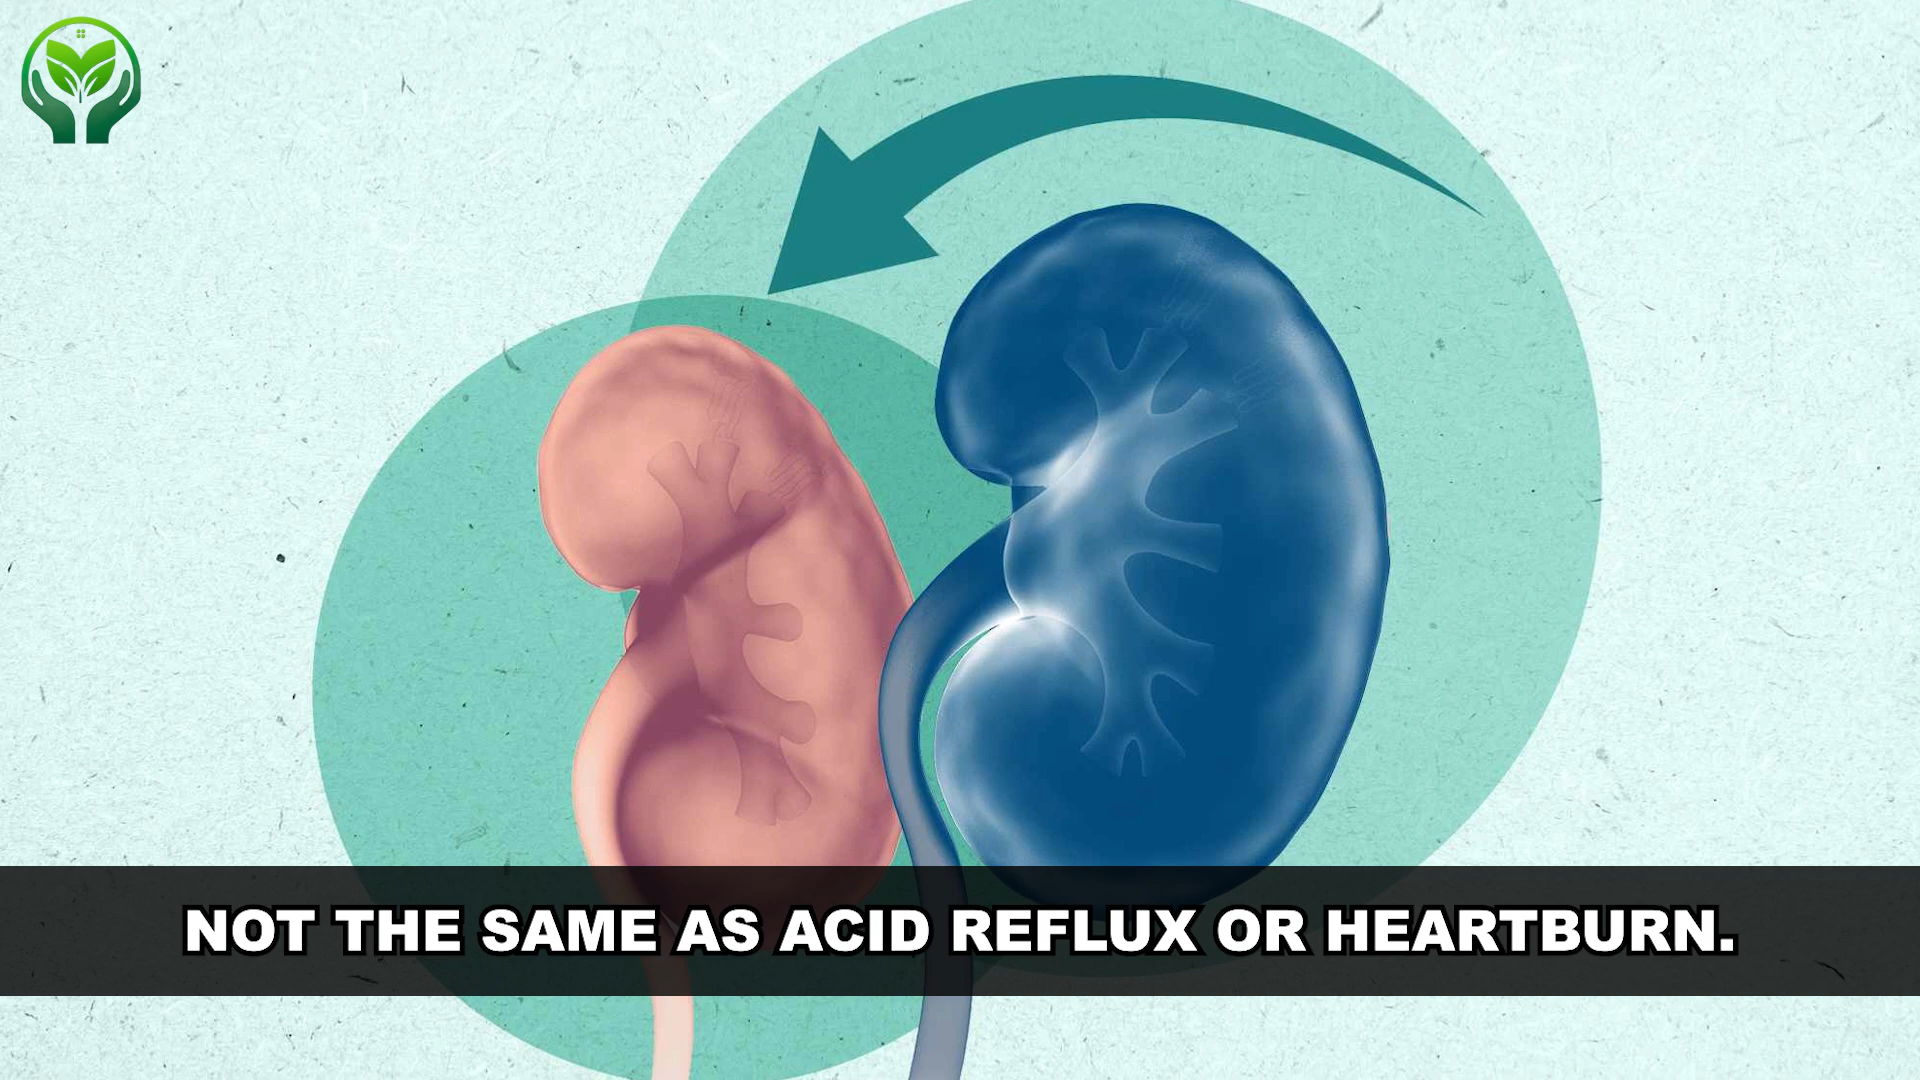 NOT THE SAME AS ACID REFLUX OR HEARTBURN.